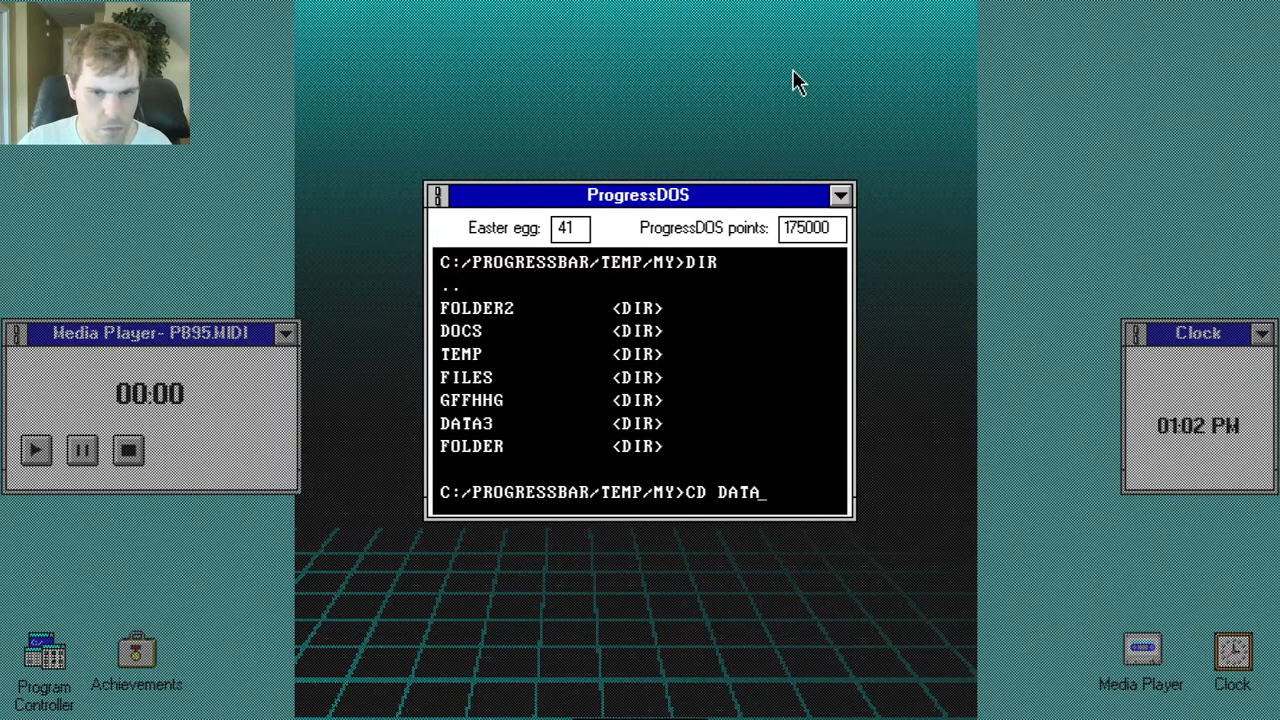 ProgressDOS
Easter egg: 41 ProgressDOS points: 175000
C:/PROGRESSBAR/TEMP/MY>DIR
..
FOLDER2 <DIR>
DOCS <DIR>
TEMP <DIR>
FILES <DIR>
GFFHHG <DIR>
DATA3 <DIR>
FOLDER <DIR>
C:/PROGRESSBAR/TEMP/MY>CD DATA_
Media Player- PB95.MIDI
00:00
Clock
01:02 PM
Program
Controller
Achievements
Media Player
Clock